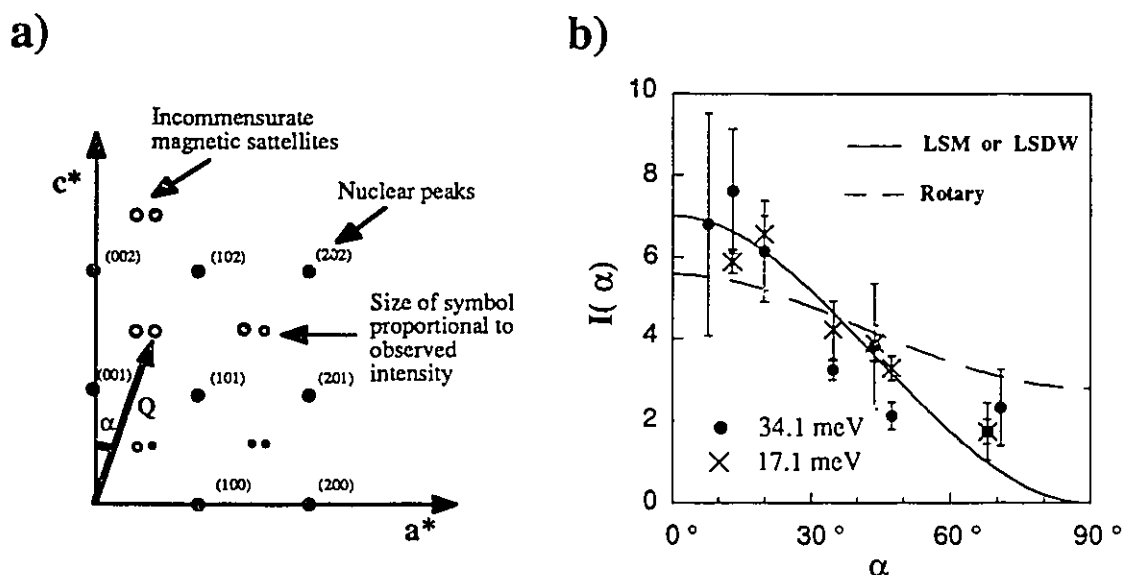 a)
Incommensurate
magnetic sattellites
c*
Nuclear peaks
(002)
(102)
(202)
Size of symbol
proportional to
observed
intensity
(001)
(101)
(201)
Q
α
(100)
(200)
a*
b)
10
8
6
4
2
0
I( α)
LSM or LSDW
Rotary
34.1 meV
17.1 meV
0 °
30 °
60 °
90 °
α